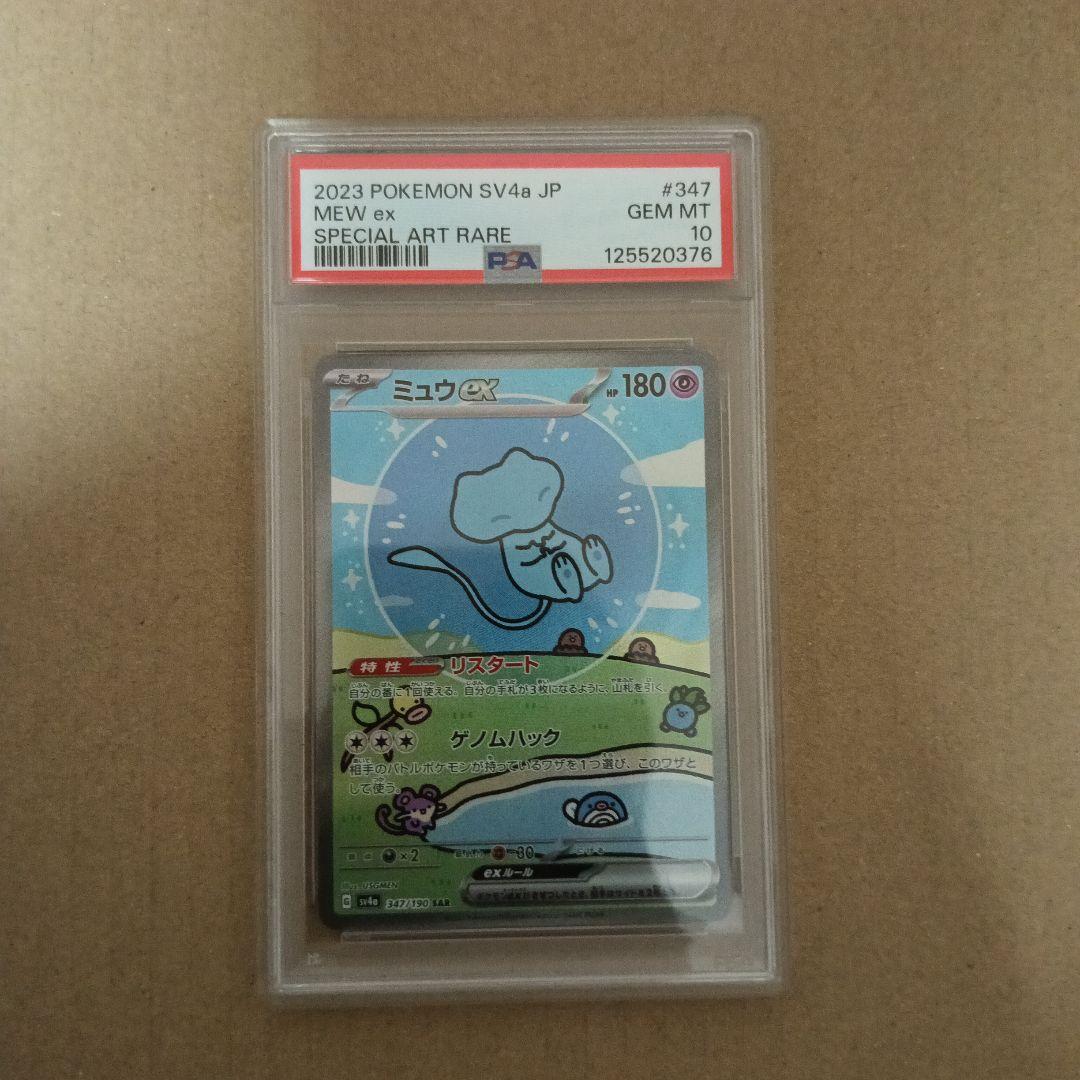 2023 POKEMON SV4a JP #347
MEW ex GEM MT
SPECIAL ART RARE 10
PSA 125520376
たね ミュウex HP 180
特性 リスタート
自分の番に1回使える。自分の手札が3枚になるように、山札を引く。
ゲノムハック
相手のバトルポケモンが持っているワザを1つ選び、このワザと
して使う。
×2 30
exルール
USGMEN
G SV4a 347/190 SAR